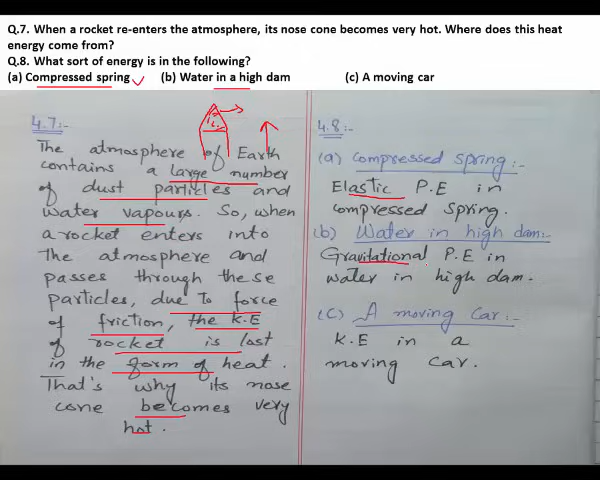 Q.7. When a rocket re-enters the atmosphere, its nose cone becomes very hot. Where does this heat
energy come from?
Q.8. What sort of energy is in the following?
(a) Compressed spring (b) Water in a high dam (c) A moving car
4.7:-
The atmosphere of Earth
contains a large number
of dust particles and
water vapours. So, when
a rocket enters into
the atmosphere and
passes through these
particles, due to force
of friction, the K.E
of rocket is lost
in the form of heat.
That's why its nose
cone becomes very
hot.
4.8:-
(a) Compressed spring:-
Elastic P.E in
compressed spring.
(b) Water in high dam:-
Gravitational P.E in
water in high dam.
(C) A moving Car:-
K.E in a
moving car.